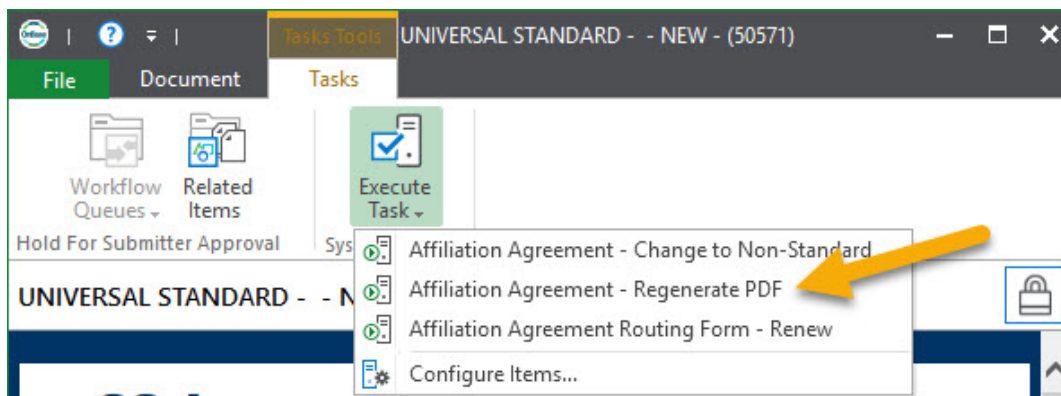 Tasks Tools UNIVERSAL STANDARD - - NEW - (50571)
File Document Tasks
Workflow Queues
Related Items
Execute Task
Hold For Submitter Approval
Sys
Affiliation Agreement - Change to Non-Standard
Affiliation Agreement - Regenerate PDF
Affiliation Agreement Routing Form - Renew
Configure Items...
UNIVERSAL STANDARD - - N